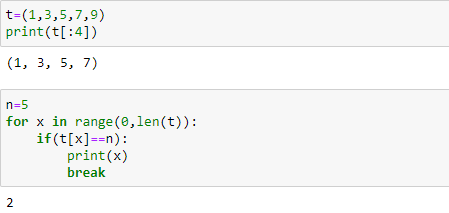 t=(1,3,5,7,9)
print(t[:4])
(1, 3, 5, 7)
n=5
for x in range(0,len(t)):
    if(t[x]==n):
        print(x)
        break
2